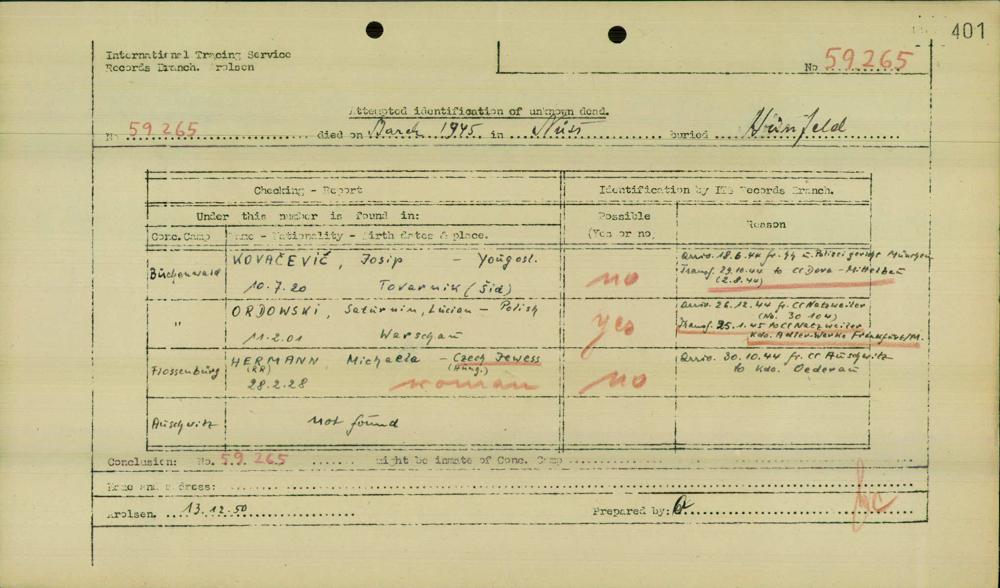 401
International Tracing Service
Records Branch. Arolsen
No 59265
Attempted identification of unknown dead.
No 59265 died on March 1945 in Nüst buried Hünfeld
Checking - Report
Identification by ITS Records Branch.
Under this number is found in:
Possible
(Yes or no)
Reason
Conc.Camp
Name - Nationality - Birth dates & place.
Buchenwald
KOVAČEVIČ, Josip - Yougosl.
10.7.20 Tovarnik (Šid)
no
Arriv. 18.6.44 fr. SS u. Polizeigericht München
Transf. 29.10.44 to CC Dora-Mittelbau
(2.8.44)
"
ORDOWSKI, Saturnin, Lucian - Polish
11.2.01 Warschau
yes
Arriv. 26.12.44 fr. CC Natzweiler
(No. 30 104)
Transf. 25.1.45 to CC Natzweiler
Kdo. Adler-Werke Frankfurt/M.
Flossenbürg
HERMANN Michaela - Czech Jewess
(RR) (Hung.)
28.2.28 woman
no
Arriv. 30.10.44 fr. CC Auschwitz
to Kdo. Oederan
Auschwitz
not found
Conclusion: No. 59 265 might be inmate of Conc. Camp
Name and address:
Arolsen. 13.12.50
Prepared by: